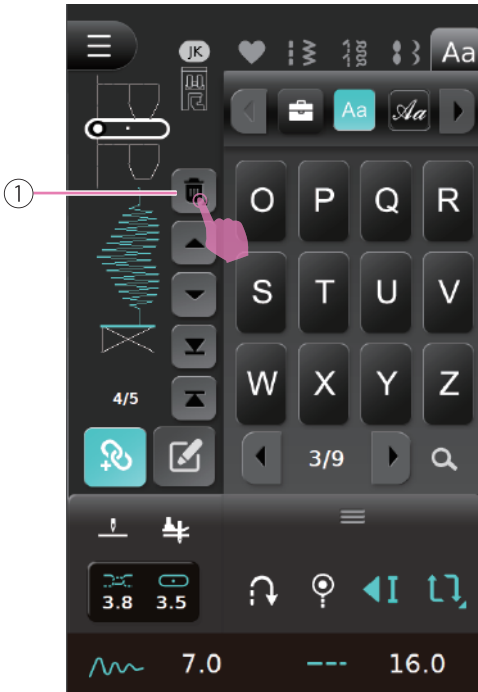 JK
Aa
Aa
Aa
1
O P Q R
S T U V
W X Y Z
4/5
3/9
3.8 3.5
I
7.0 16.0